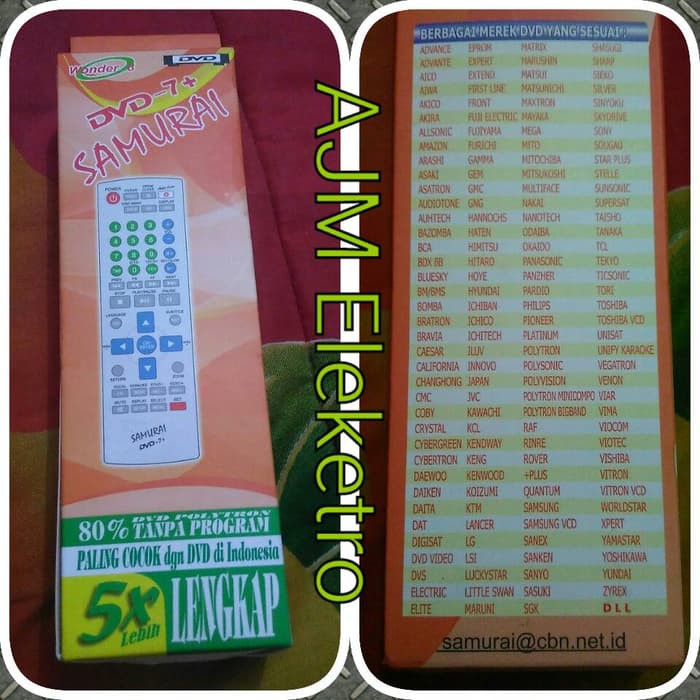 Wonder
DVD
DVD-7+
SAMURAI
POWER
LANGUAGE
SUBTITLE
RETURN
ZOOM
SAMURAI
DVD-7+
DVD POLYTRON
80% TANPA PROGRAM
PALING COCOK dgn DVD di Indonesia
5X Lebih LENGKAP
AJM Eleketro
BERBAGAI MEREK DVD YANG SESUAI :
ADVANCE EPROM MATRIX SHASUGI
ADVANTE EXPERT MARUSHIN SHARP
AICO EXTEND MATSUI
AIWA FIRST LINE MATSUNICHI SILVER
AKICO FRONT MAXTRON SINYOKU
AKIRA FUJI ELECTRIC MAYAKA SKYDRIVE
ALLSONIC FUJIYAMA MEGA SONY
AMAZON FURICHI MITO SOUGAU
ARASHI GAMMA MITOCHIBA STAR PLUS
ASAKI GEM MITSUKOSHI STELLE
ASATRON GMC MULTIFACE SUNSONIC
AUDIOTONE GNG NAKAI SUPERSAT
AUHTECH HANNOCHS NANOTECH TAISHO
BAZOMBA HATEN ODAIBA TANAKA
BCA HIMITSU OKAIDO TCL
BDX BB HITARO PANASONIC TEKYO
BLUESKY HOYE PANZHER TICSONIC
BM/BMS HYUNDAI PARDIO TORI
BOMBA ICHIBAN PHILIPS TOSHIBA
BRATRON ICHICO PIONEER TOSHIBA VCD
BRAVIA ICHITECH PLATINUM UNISAT
CAESAR ILUV POLYTRON UNIFY KARAOKE
CALIFORNIA INNOVO POLYSONIC VEGATRON
CHANGHONG JAPAN POLYVISION VENON
CMC JVC POLYTRON MINICOMPO VIAR
COBY KAWACHI POLYTRON BIGBAND VIMA
CRYSTAL KCL RAF VIOCOM
CYBERGREEN KENDWAY RINRE VIOTEC
CYBERTRON KENG ROVER VISHIBA
DAEWOO KENWOOD +PLUS VITRON
DAIKEN KOIZUMI QUANTUM VITRON VCD
DAITA KTM SAMSUNG WORLDSTAR
DAT LANCER SAMSUNG VCD XPERT
DIGISAT LG SANEX YAMASTAR
DVD VIDEO LSI SANKEN YOSHIKAWA
DVS LUCKYSTAR SANYO YUNDAI
ELECTRIC LITTLE SWAN SASUKI ZYREX
ELITE MARUNI SGK D L L
samurai@cbn.net.id